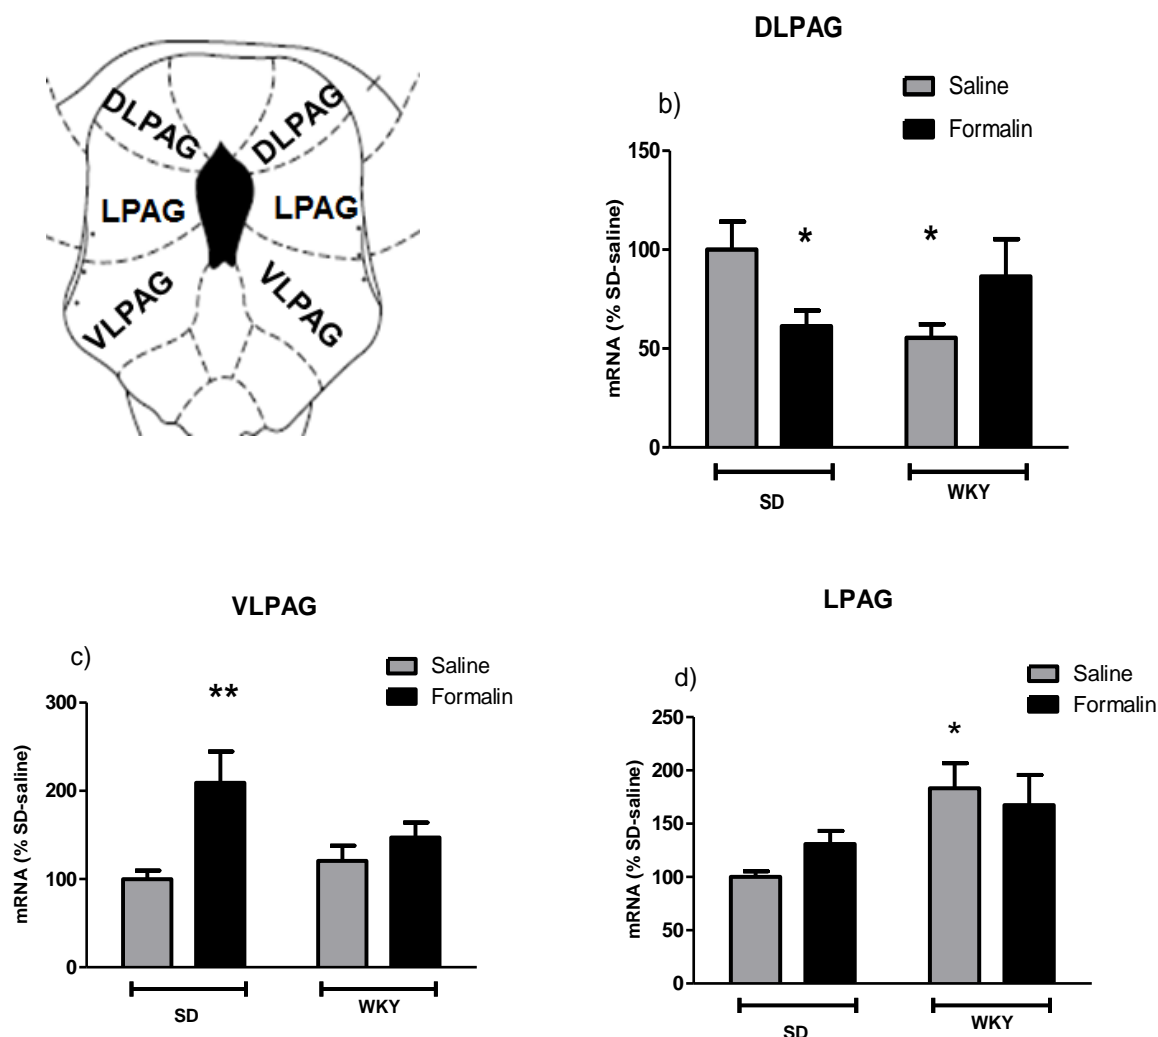 DLPAG
DLPAG
LPAG
LPAG
VLPAG
VLPAG
DLPAG
b)
Saline
Formalin
mRNA (% SD-saline)
150
100
50
0
*
*
SD
WKY
VLPAG
c)
Saline
Formalin
mRNA (% SD-saline)
300
200
100
0
**
SD
WKY
LPAG
d)
Saline
Formalin
mRNA (% SD-saline)
250
200
150
100
50
0
*
SD
WKY